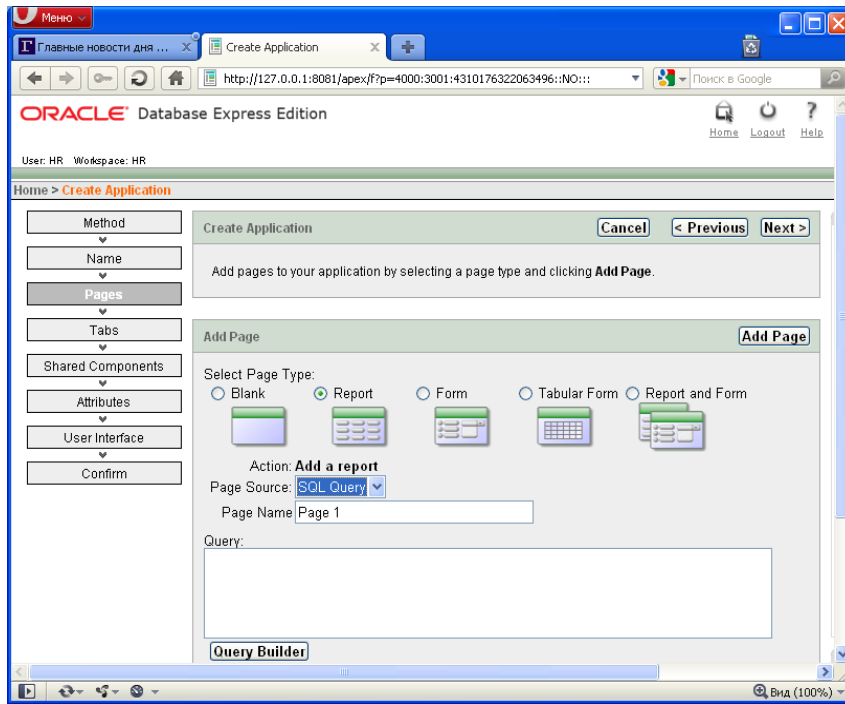 Меню
Главные новости дня ...
Create Application
http://127.0.0.1:8081/apex/f?p=4000:3001:4310176322063496::NO:::
Поиск в Google
ORACLE Database Express Edition
Home Logout Help
User: HR Workspace: HR
Home > Create Application
Method
Name
Pages
Tabs
Shared Components
Attributes
User Interface
Confirm
Create Application
Cancel < Previous Next >
Add pages to your application by selecting a page type and clicking Add Page.
Add Page
Add Page
Select Page Type:
Blank Report Form Tabular Form Report and Form
Action: Add a report
Page Source: SQL Query
Page Name Page 1
Query:
Query Builder
Вид (100%)